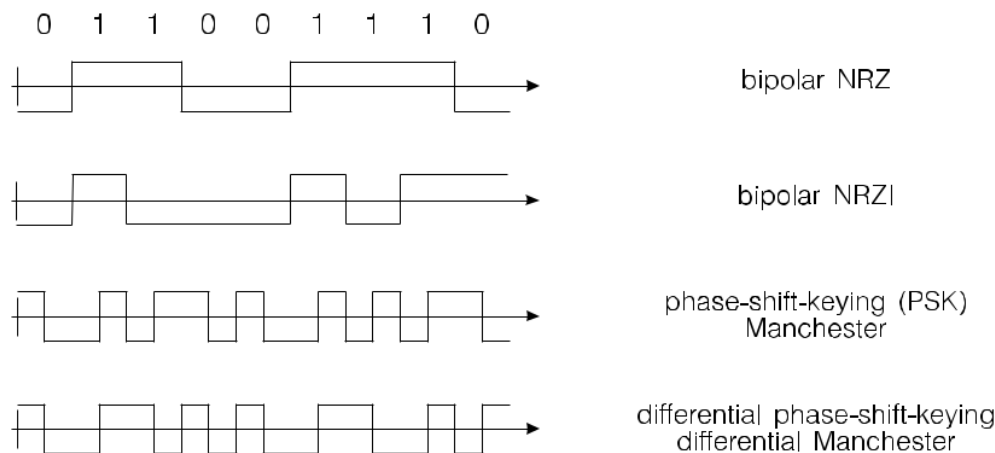 0 1 1 0 0 1 1 1 0
bipolar NRZ
bipolar NRZI
phase-shift-keying (PSK)
Manchester
differential phase-shift-keying
differential Manchester